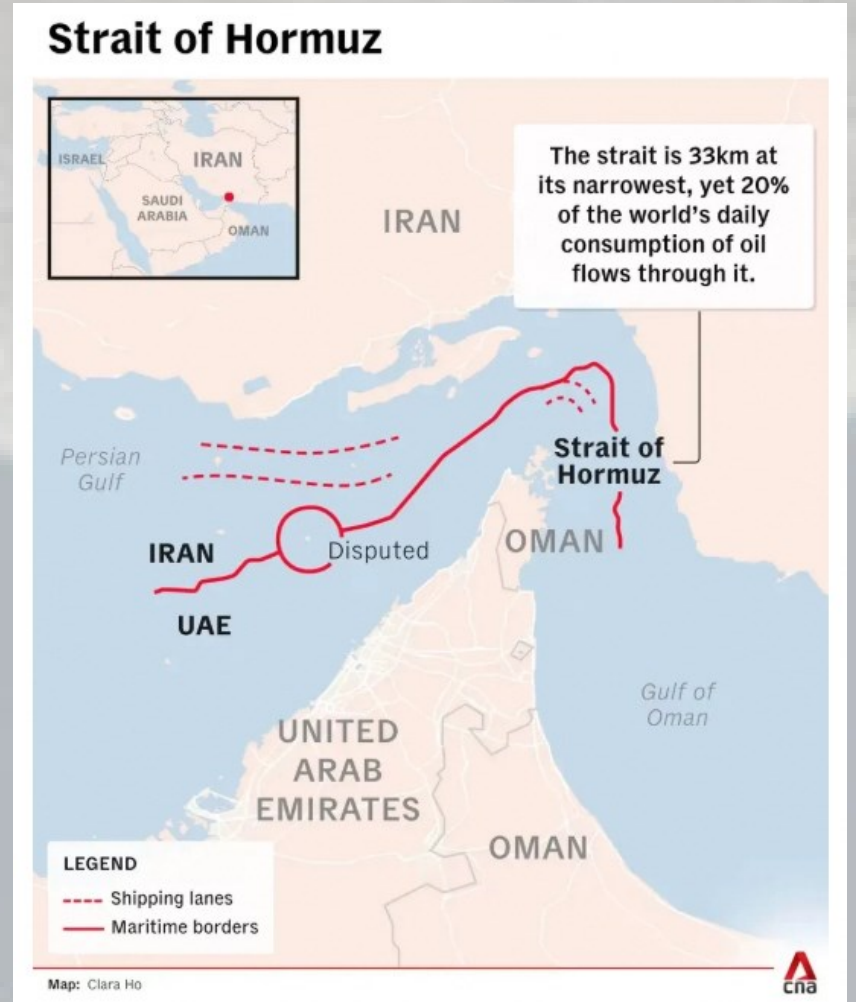 Strait of Hormuz
ISRAEL
IRAN
SAUDI
ARABIA
OMAN
The strait is 33km at
its narrowest, yet 20%
of the world's daily
consumption of oil
flows through it.
IRAN
Persian
Gulf
Strait of
Hormuz
IRAN
Disputed
OMAN
UAE
Gulf of
Oman
UNITED
ARAB
EMIRATES
OMAN
LEGEND
Shipping lanes
Maritime borders
Map: Clara Ho
cna